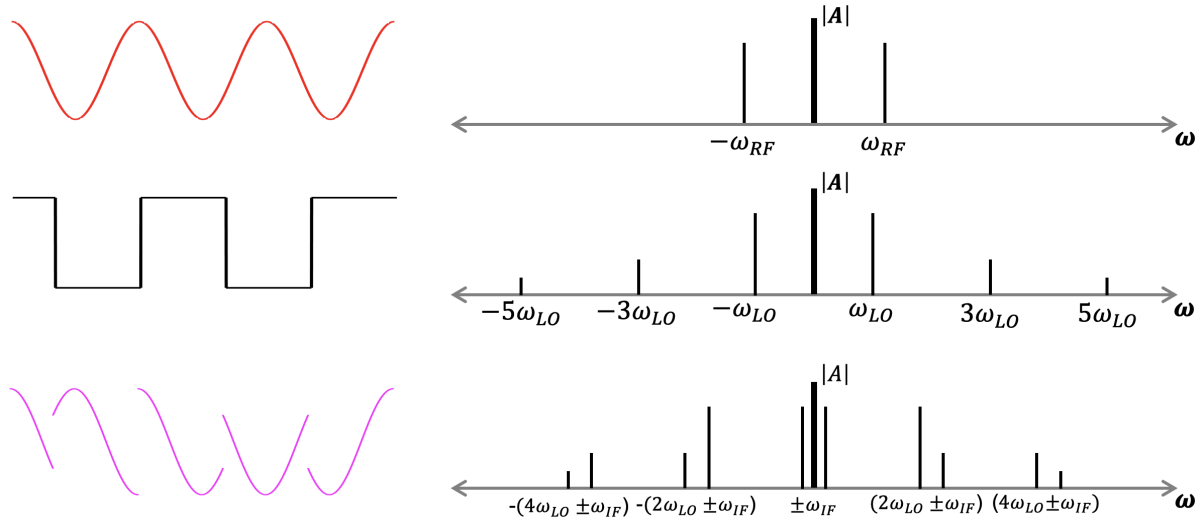 |A|
−ω_RF ω_RF ω
|A|
−5ω_LO −3ω_LO −ω_LO ω_LO 3ω_LO 5ω_LO ω
|A|
-(4ω_LO ±ω_IF) -(2ω_LO ±ω_IF) ±ω_IF (2ω_LO ±ω_IF) (4ω_LO ±ω_IF) ω